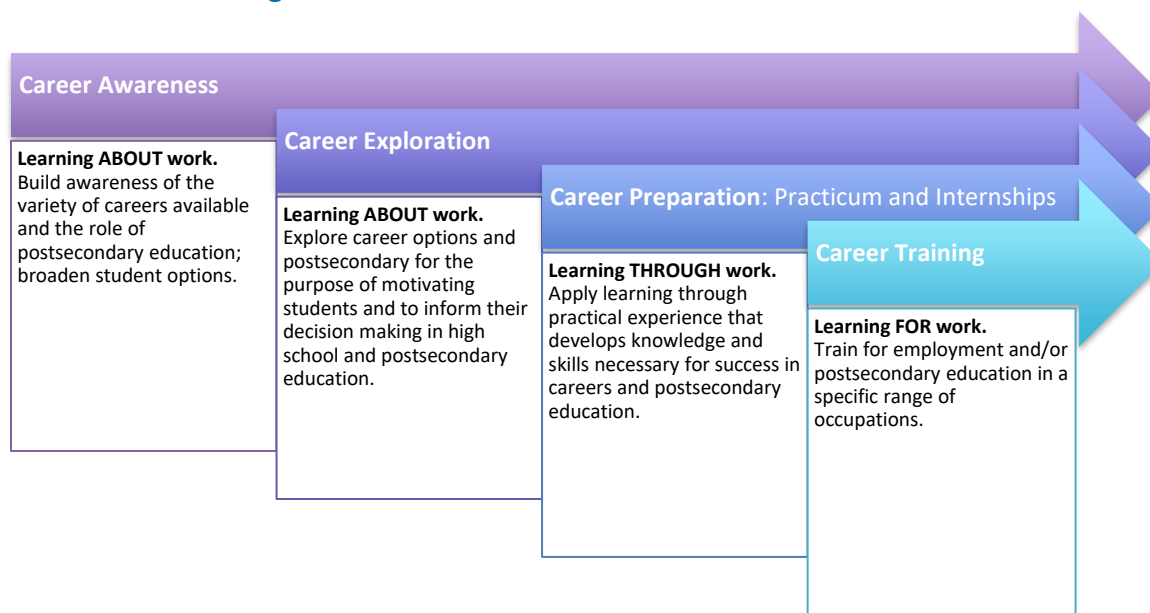 Career Awareness
Learning ABOUT work.
Build awareness of the
variety of careers available
and the role of
postsecondary education;
broaden student options.
Career Exploration
Learning ABOUT work.
Explore career options and
postsecondary for the
purpose of motivating
students and to inform their
decision making in high
school and postsecondary
education.
Career Preparation: Practicum and Internships
Learning THROUGH work.
Apply learning through
practical experience that
develops knowledge and
skills necessary for success in
careers and postsecondary
education.
Career Training
Learning FOR work.
Train for employment and/or
postsecondary education in a
specific range of
occupations.